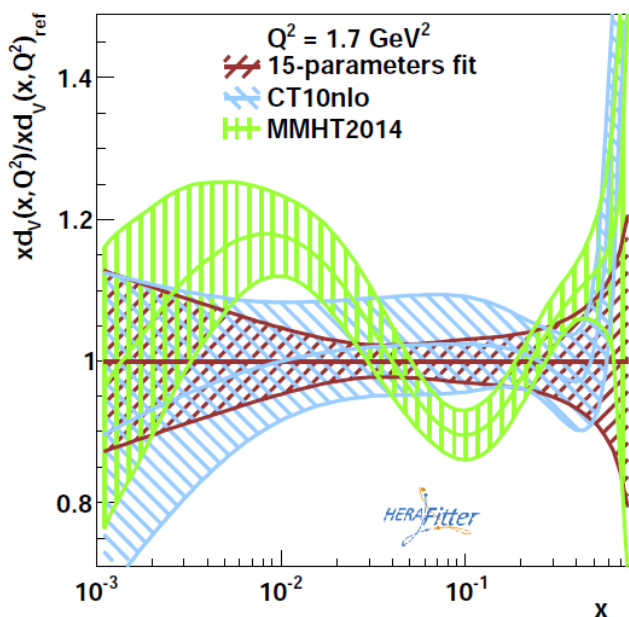 Q² = 1.7 GeV²
15-parameters fit
CT10nlo
MMHT2014
xd_V(x,Q²)/xd_V(x,Q²)_ref
1.4
1.2
1
0.8
HERAFitter
10⁻³
10⁻²
10⁻¹
x